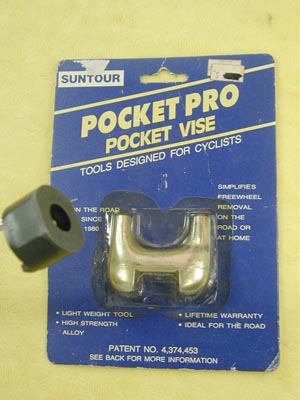 SUNTOUR
POCKET PRO
POCKET VISE
TOOLS DESIGNED FOR CYCLISTS
ON THE ROAD
SINCE
1980
SIMPLIFIES
FREEWHEEL
REMOVAL
ON THE
ROAD OR
AT HOME
• LIGHT WEIGHT TOOL
• HIGH STRENGTH
ALLOY
• LIFETIME WARRANTY
• IDEAL FOR THE ROAD
PATENT NO. 4,374,453
SEE BACK FOR MORE INFORMATION